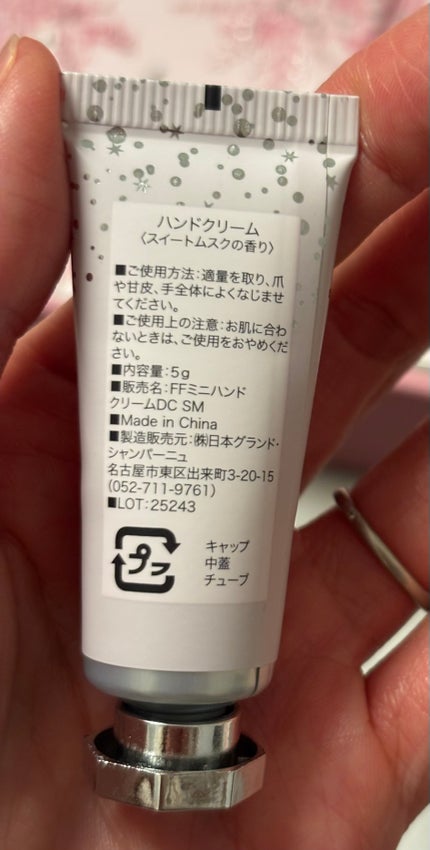 ハンドクリーム
〈スイートムスクの香り〉
■ご使用方法:適量を取り、爪
や甘皮、手全体によくなじませ
てください。
■ご使用上の注意:お肌に合わ
ないときは、ご使用をおやめくだ
さい。
■内容量:5g
■販売名:FFミニハンド
クリームDC SM
■Made in China
■製造販売元:㈱日本グランド・
シャンパーニュ
名古屋市東区出来町3-20-15
(052-711-9761)
■LOT:25243
プラ
キャップ
中蓋
チューブ